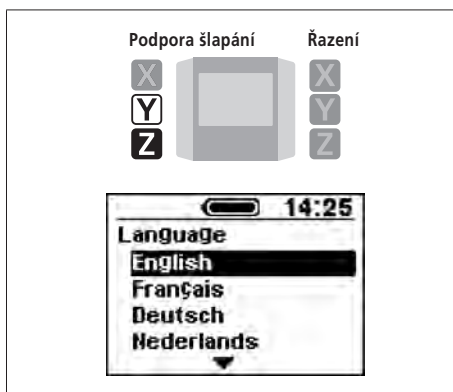 Podpora šlapání Řazení
X X
Y Y
Z Z
14:25
Language
English
Français
Deutsch
Nederlands